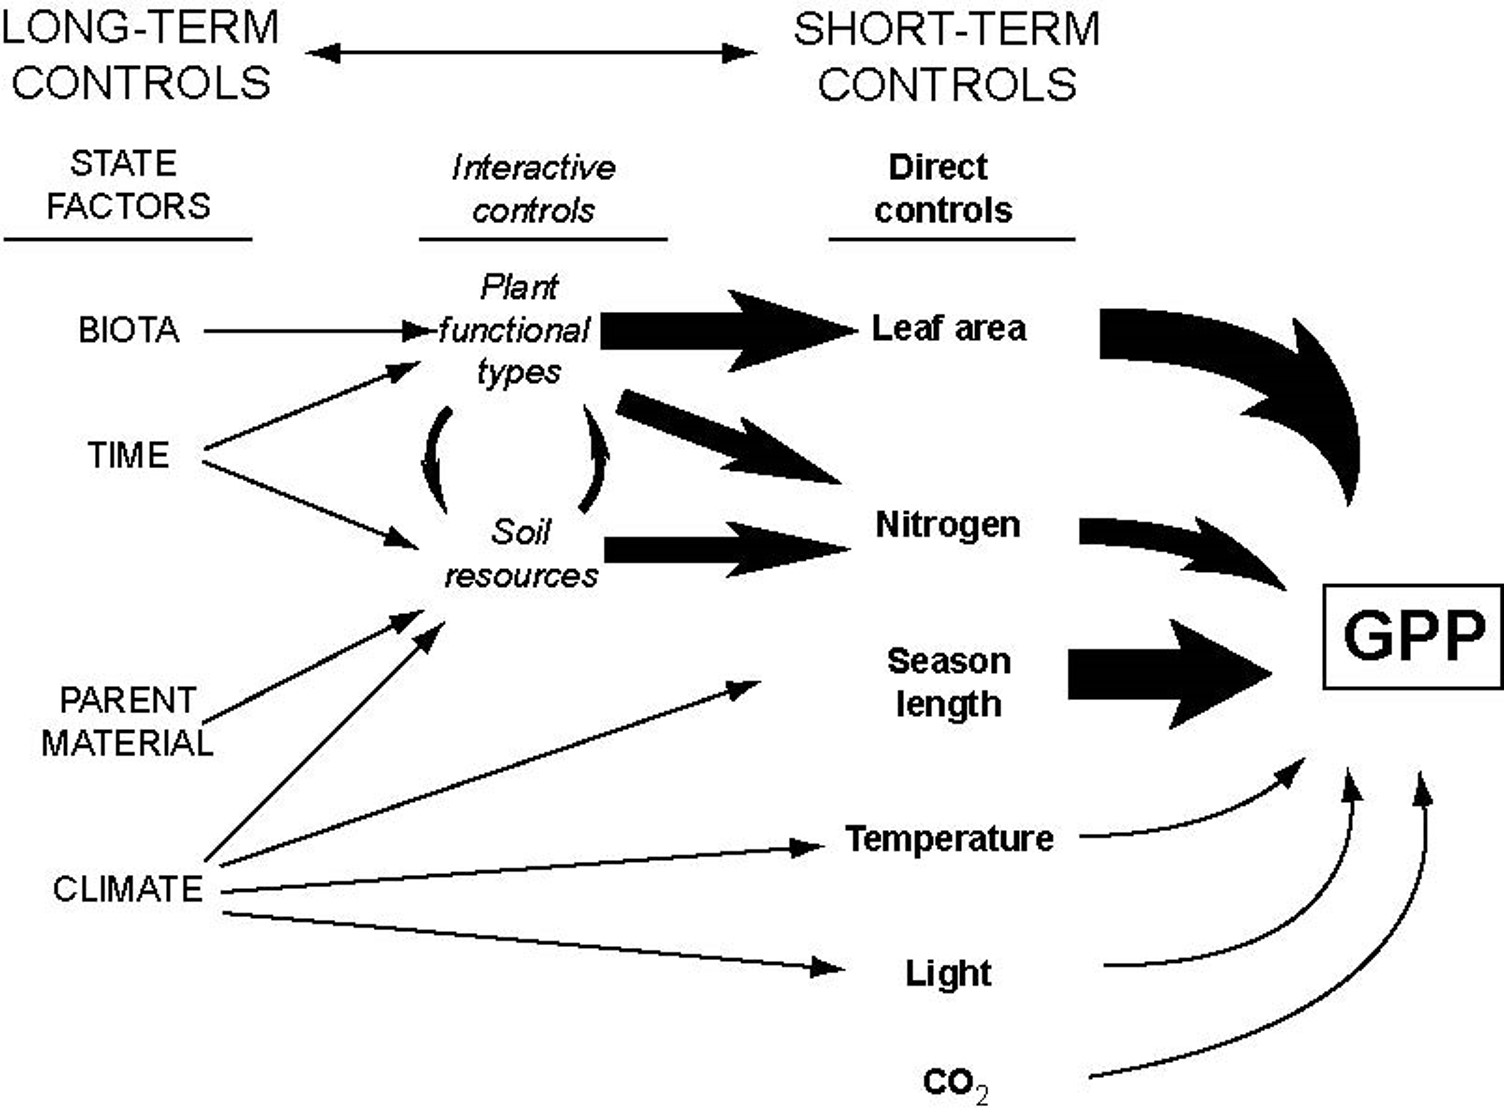 LONG-TERM
CONTROLS
SHORT-TERM
CONTROLS
STATE
FACTORS
Interactive
controls
Direct
controls
BIOTA
TIME
PARENT
MATERIAL
CLIMATE
Plant
functional
types
Soil
resources
Leaf area
Nitrogen
Season
length
Temperature
Light
CO2
GPP